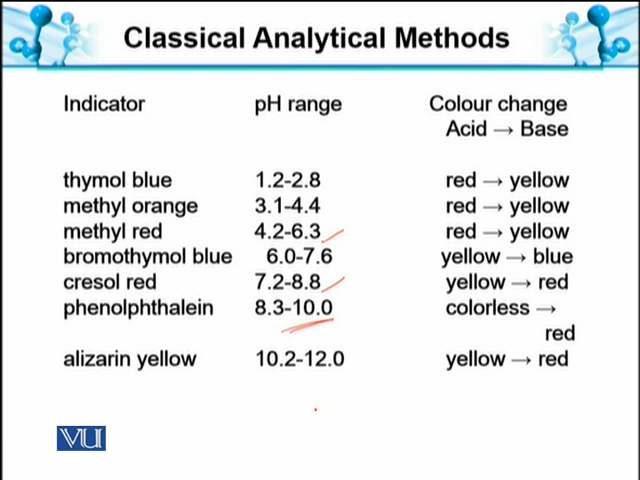 Classical Analytical Methods
Indicator pH range Colour change
Acid → Base
thymol blue 1.2-2.8 red → yellow
methyl orange 3.1-4.4 red → yellow
methyl red 4.2-6.3 red → yellow
bromothymol blue 6.0-7.6 yellow → blue
cresol red 7.2-8.8 yellow → red
phenolphthalein 8.3-10.0 colorless →
red
alizarin yellow 10.2-12.0 yellow → red
VU